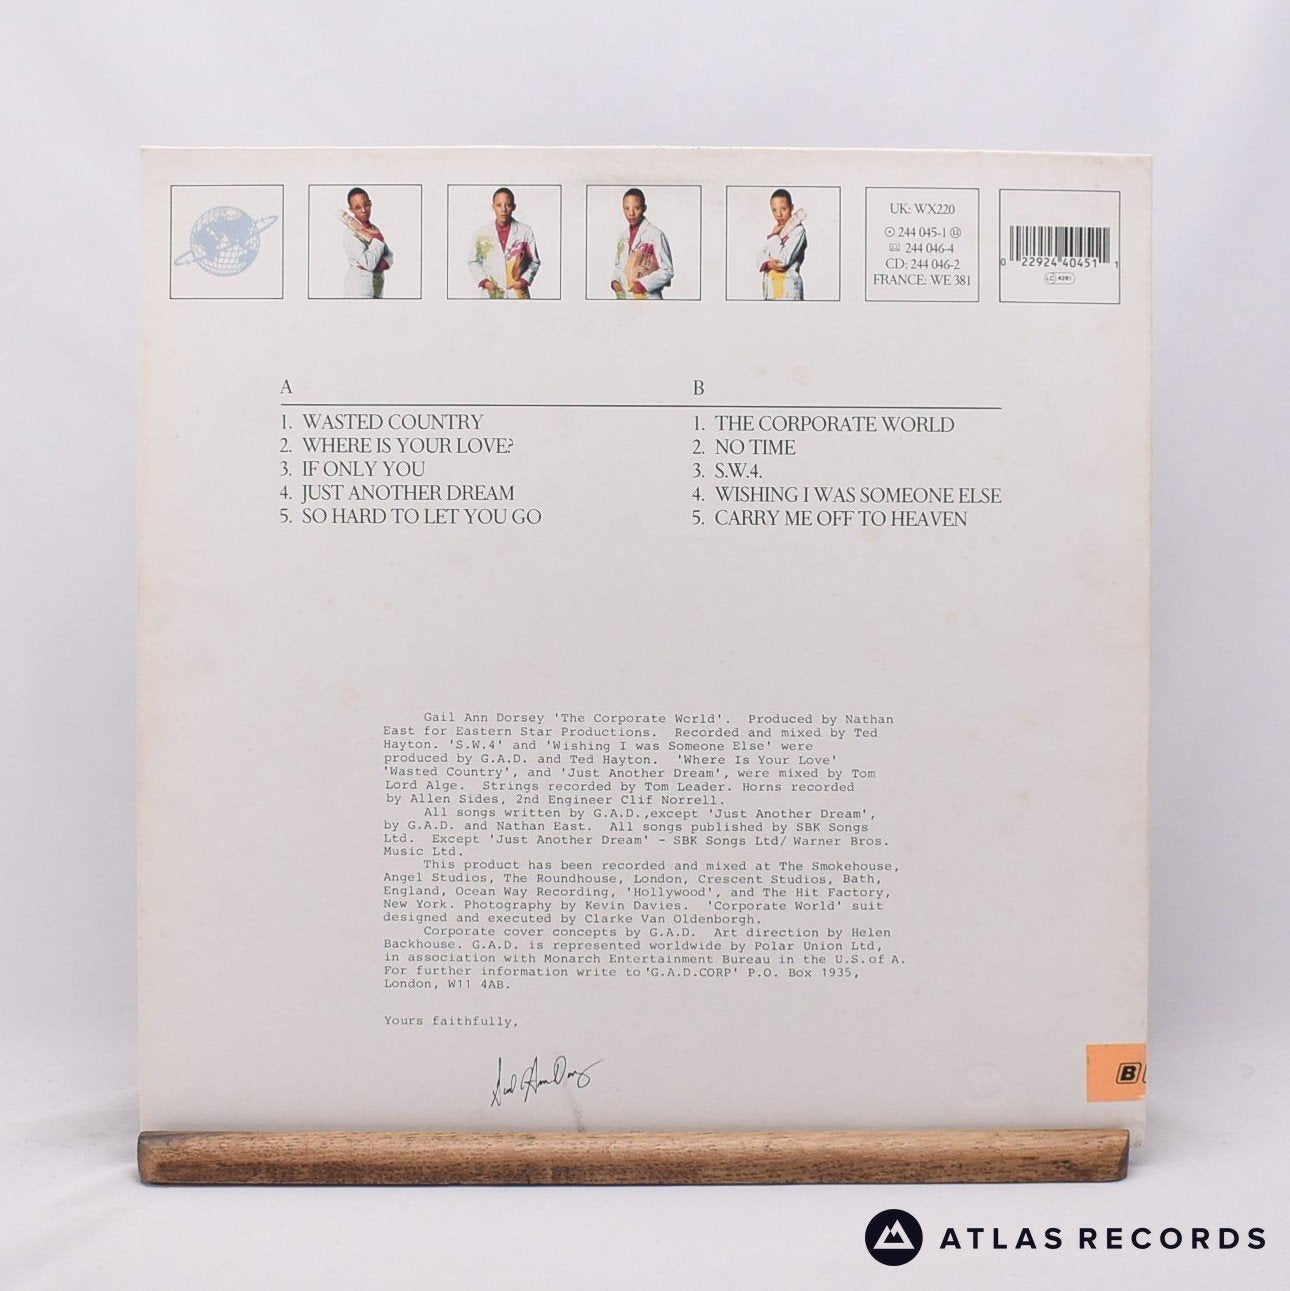 UK: WX220
244 045-1 U
244 046-4
CD: 244 046-2
FRANCE: WE 381
0 22924 40451 1
LC 4281
A
1. WASTED COUNTRY
2. WHERE IS YOUR LOVE?
3. IF ONLY YOU
4. JUST ANOTHER DREAM
5. SO HARD TO LET YOU GO
B
1. THE CORPORATE WORLD
2. NO TIME
3. S.W.4.
4. WISHING I WAS SOMEONE ELSE
5. CARRY ME OFF TO HEAVEN
Gail Ann Dorsey 'The Corporate World'. Produced by Nathan
East for Eastern Star Productions. Recorded and mixed by Ted
Hayton. 'S.W.4' and 'Wishing I was Someone Else' were
produced by G.A.D. and Ted Hayton. 'Where Is Your Love'
'Wasted Country', and 'Just Another Dream', were mixed by Tom
Lord Alge. Strings recorded by Tom Leader. Horns recorded
by Allen Sides, 2nd Engineer Clif Norrell.
All songs written by G.A.D.,except 'Just Another Dream',
by G.A.D. and Nathan East. All songs published by SBK Songs
Ltd. Except 'Just Another Dream' - SBK Songs Ltd/ Warner Bros.
Music Ltd.
This product has been recorded and mixed at The Smokehouse,
Angel Studios, The Roundhouse, London, Crescent Studios, Bath,
England, Ocean Way Recording, 'Hollywood', and The Hit Factory,
New York. Photography by Kevin Davies. 'Corporate World' suit
designed and executed by Clarke Van Oldenborgh.
Corporate cover concepts by G.A.D. Art direction by Helen
Backhouse. G.A.D. is represented worldwide by Polar Union Ltd,
in association with Monarch Entertainment Bureau in the U.S.of A.
For further information write to 'G.A.D.CORP' P.O. Box 1935,
London, W11 4AB.
Yours faithfully,
Gail Ann Dorsey
B
ATLAS RECORDS